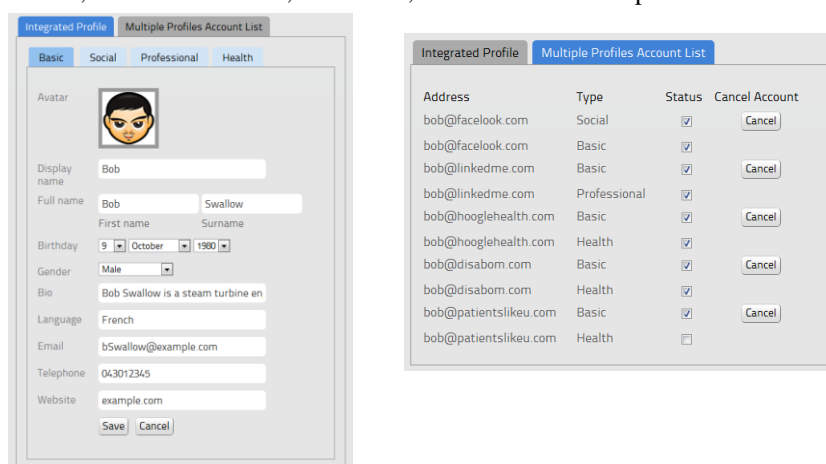 Integrated Profile Multiple Profiles Account List
Basic Social Professional Health
Avatar
Display name Bob
Full name Bob Swallow
First name Surname
Birthday 9 October 1980
Gender Male
Bio Bob Swallow is a steam turbine en
Language French
Email bSwallow@example.com
Telephone 043012345
Website example.com
Save Cancel
Integrated Profile Multiple Profiles Account List
Address Type Status Cancel Account
bob@facelook.com Social Cancel
bob@facelook.com Basic
bob@linkedme.com Basic Cancel
bob@linkedme.com Professional
bob@hooglehealth.com Basic Cancel
bob@hooglehealth.com Health
bob@disabom.com Basic Cancel
bob@disabom.com Health
bob@patientslikeu.com Basic Cancel
bob@patientslikeu.com Health